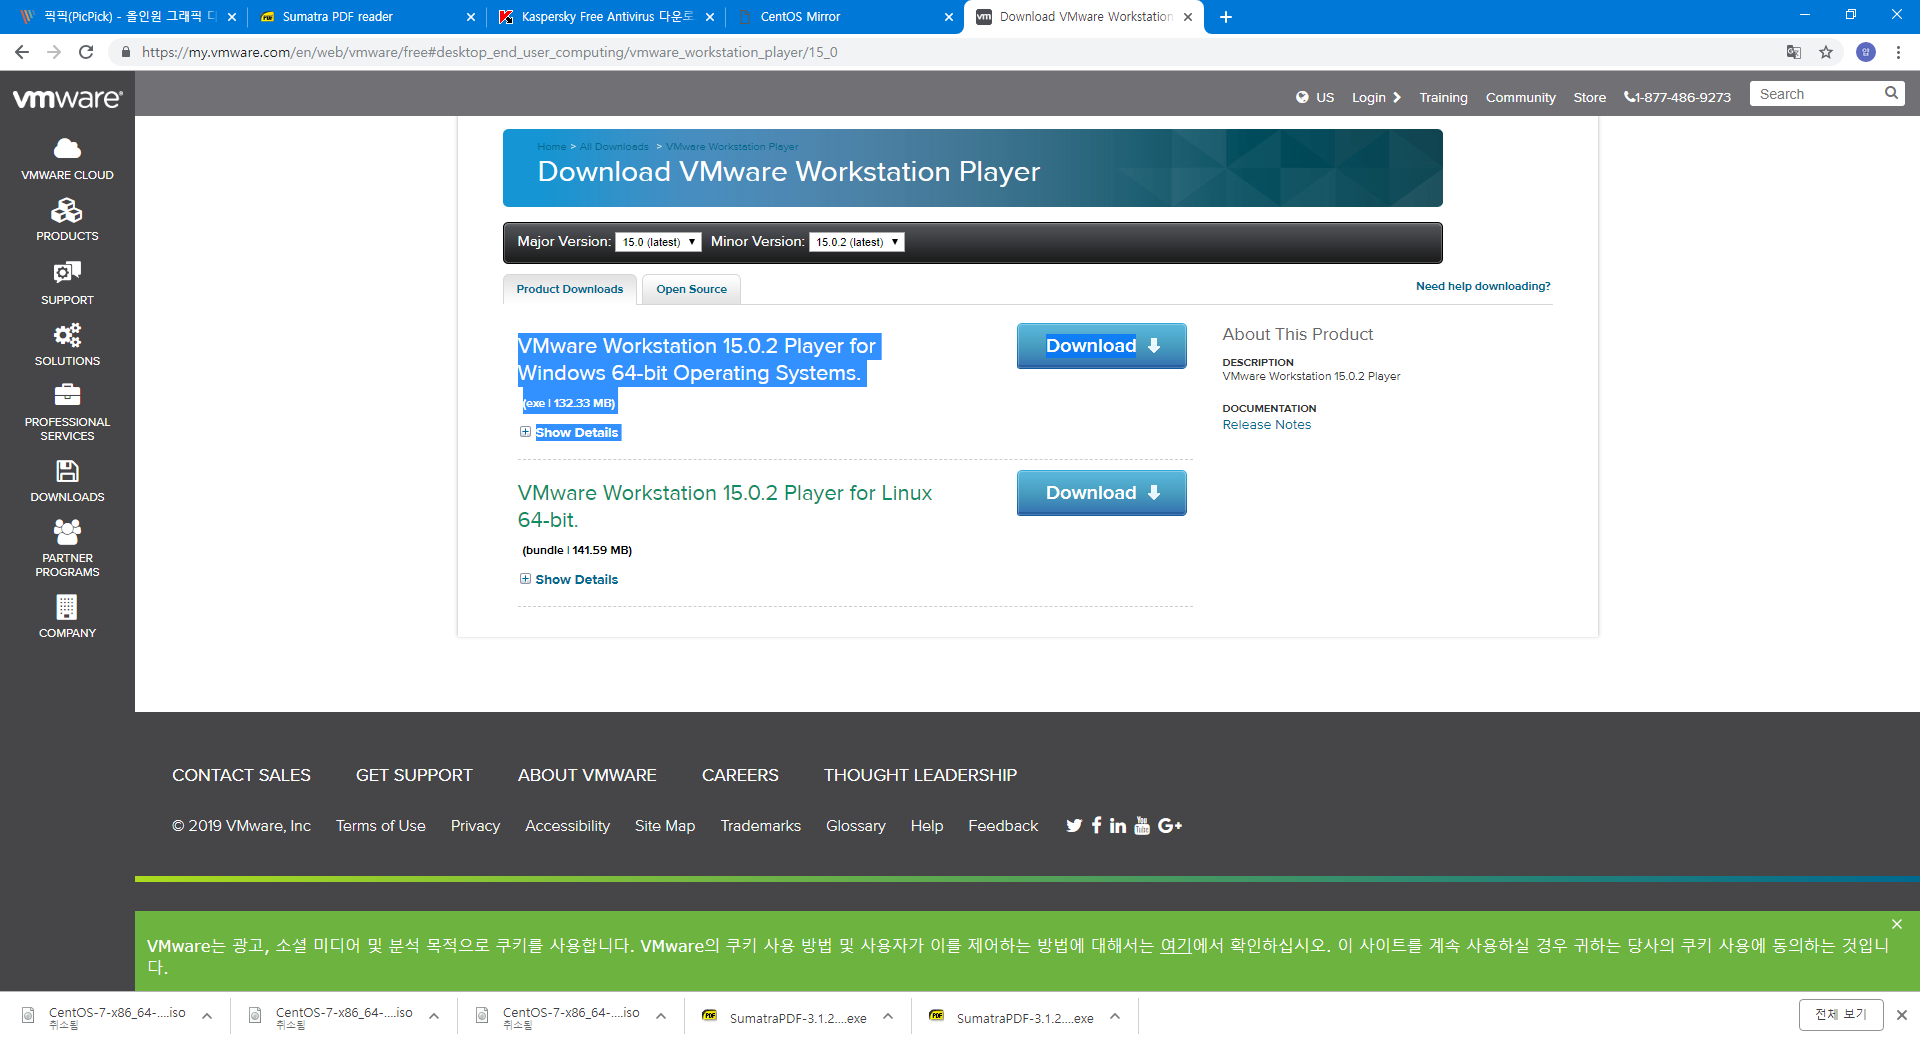 픽픽(PicPick) - 올인원 그래픽 디
Sumatra PDF reader
Kaspersky Free Antivirus 다운로
CentOS Mirror
Download VMware Workstation
https://my.vmware.com/en/web/vmware/free#desktop_end_user_computing/vmware_workstation_player/15_0
vmware
US
Login
Training
Community
Store
1-877-486-9273
Search
VMWARE CLOUD
PRODUCTS
SUPPORT
SOLUTIONS
PROFESSIONAL
SERVICES
DOWNLOADS
PARTNER
PROGRAMS
COMPANY
Home > All Downloads > VMware Workstation Player
Download VMware Workstation Player
Major Version: 15.0 (latest) Minor Version: 15.0.2 (latest)
Product Downloads
Open Source
Need help downloading?
VMware Workstation 15.0.2 Player for
Windows 64-bit Operating Systems.
(exe | 132.33 MB)
Show Details
Download
VMware Workstation 15.0.2 Player for Linux
64-bit.
(bundle | 141.59 MB)
Show Details
Download
About This Product
DESCRIPTION
VMware Workstation 15.0.2 Player
DOCUMENTATION
Release Notes
CONTACT SALES
GET SUPPORT
ABOUT VMWARE
CAREERS
THOUGHT LEADERSHIP
© 2019 VMware, Inc
Terms of Use
Privacy
Accessibility
Site Map
Trademarks
Glossary
Help
Feedback
You
Tube
G+
VMware는 광고, 소셜 미디어 및 분석 목적으로 쿠키를 사용합니다. VMware의 쿠키 사용 방법 및 사용자가 이를 제어하는 방법에 대해서는 여기에서 확인하십시오. 이 사이트를 계속 사용하실 경우 귀하는 당사의 쿠키 사용에 동의하는 것입니
다.
CentOS-7-x86_64-....iso
취소됨
CentOS-7-x86_64-....iso
취소됨
CentOS-7-x86_64-....iso
취소됨
SumatraPDF-3.1.2....exe
SumatraPDF-3.1.2....exe
전체 보기